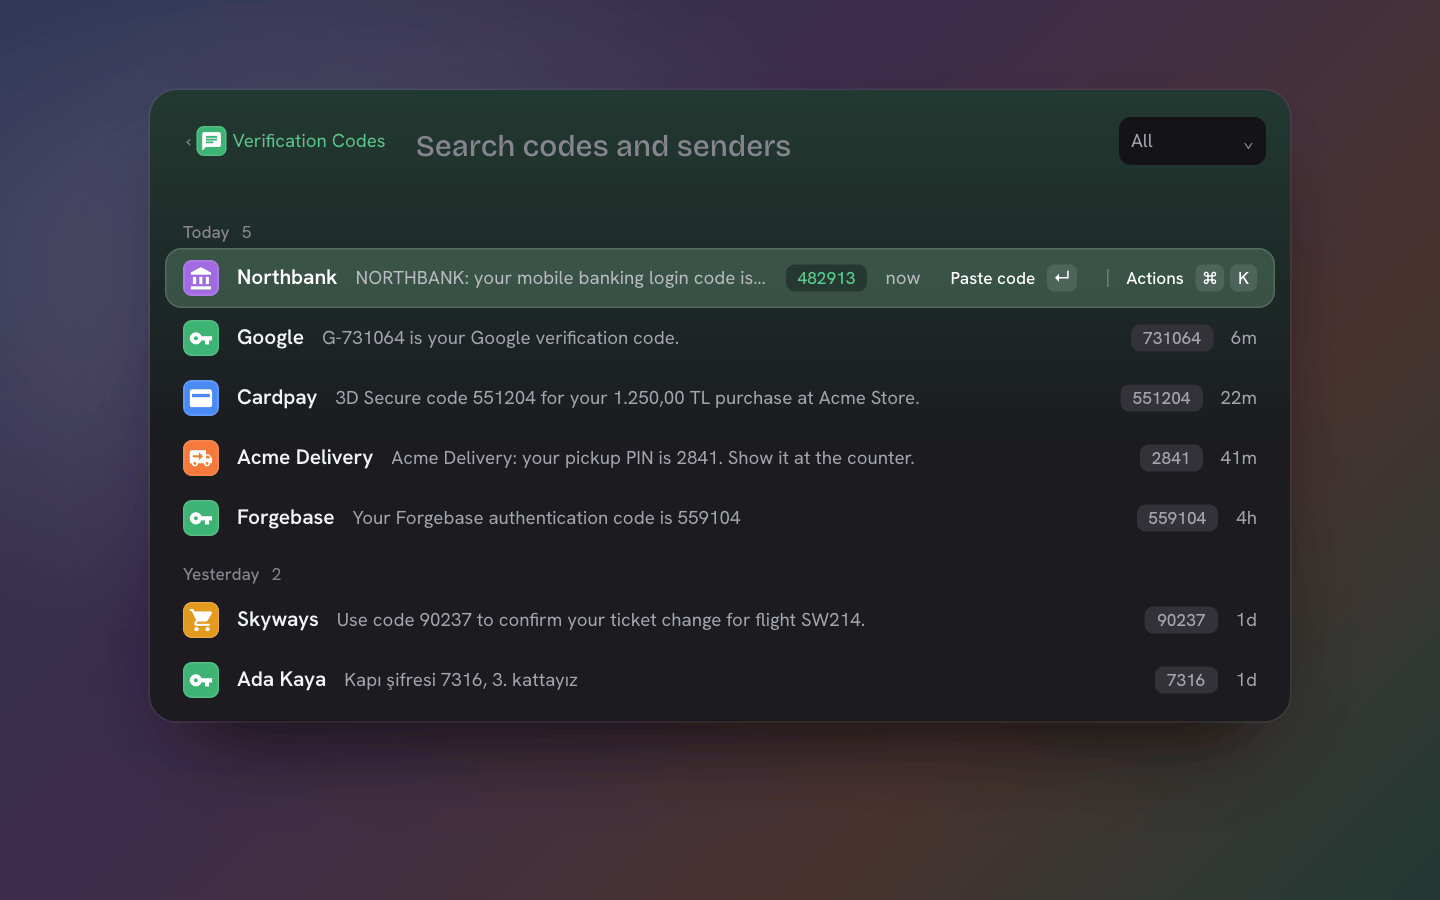 ‹ Verification Codes Search codes and senders All
Today 5
Northbank NORTHBANK: your mobile banking login code is... 482913 now Paste code ↵ | Actions ⌘ K
Google G-731064 is your Google verification code. 731064 6m
Cardpay 3D Secure code 551204 for your 1.250,00 TL purchase at Acme Store. 551204 22m
Acme Delivery Acme Delivery: your pickup PIN is 2841. Show it at the counter. 2841 41m
Forgebase Your Forgebase authentication code is 559104 559104 4h
Yesterday 2
Skyways Use code 90237 to confirm your ticket change for flight SW214. 90237 1d
Ada Kaya Kapı şifresi 7316, 3. kattayız 7316 1d